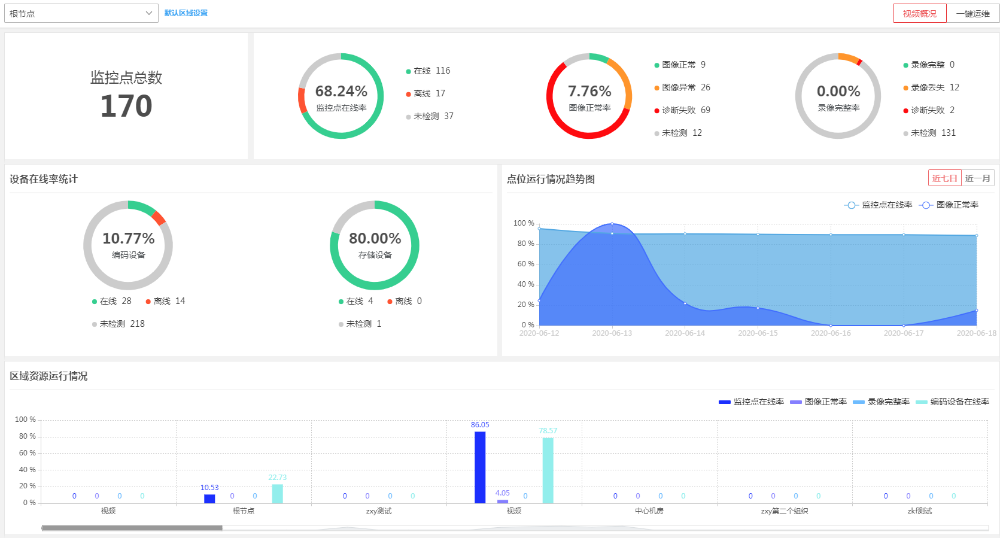 根节点 默认区域设置 视频概况 一键运维
监控点总数
170
68.24%
监控点在线率
在线 116
离线 17
未检测 37
7.76%
图像正常率
图像正常 9
图像异常 26
诊断失败 69
未检测 12
0.00%
录像完整率
录像完整 0
录像丢失 12
诊断失败 2
未检测 131
设备在线率统计
10.77%
编码设备
在线 28 离线 14
未检测 218
80.00%
存储设备
在线 4 离线 0
未检测 1
点位运行情况趋势图 近七日 近一月
监控点在线率 图像正常率
100 %
80 %
60 %
40 %
20 %
0 %
2020-06-12 2020-06-13 2020-06-14 2020-06-15 2020-06-16 2020-06-17 2020-06-18
区域资源运行情况
监控点在线率 图像正常率 录像完整率 编码设备在线率
100 %
80 %
60 %
40 %
20 %
0 %
0 0 0 0 10.53 0 0 22.73 0 0 0 0 86.05 4.05 0 78.57 0 0 0 0 0 0 0 0 0 0 0 0
视频 根节点 zxy测试 视频 中心机房 zxy第二个组织 zkf测试